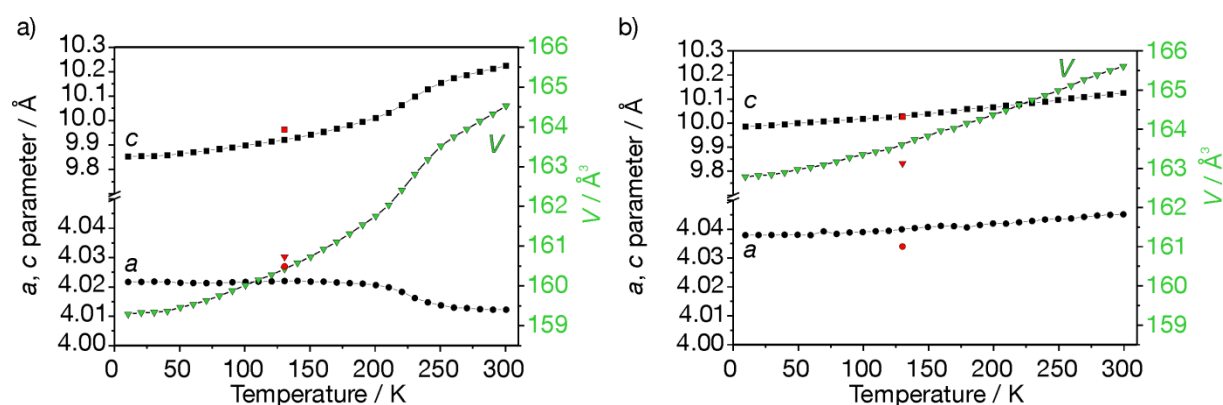 a)
10.3
10.2
10.1
10.0
9.9
9.8
4.04
4.03
4.02
4.01
4.00
a, c parameter / Å
c
a
V
166
165
164
163
162
161
160
159
V / Å³
0 50 100 150 200 250 300
Temperature / K
b)
10.3
10.2
10.1
10.0
9.9
9.8
4.04
4.03
4.02
4.01
4.00
a, c parameter / Å
c
a
V
166
165
164
163
162
161
160
159
V / Å³
0 50 100 150 200 250 300
Temperature / K